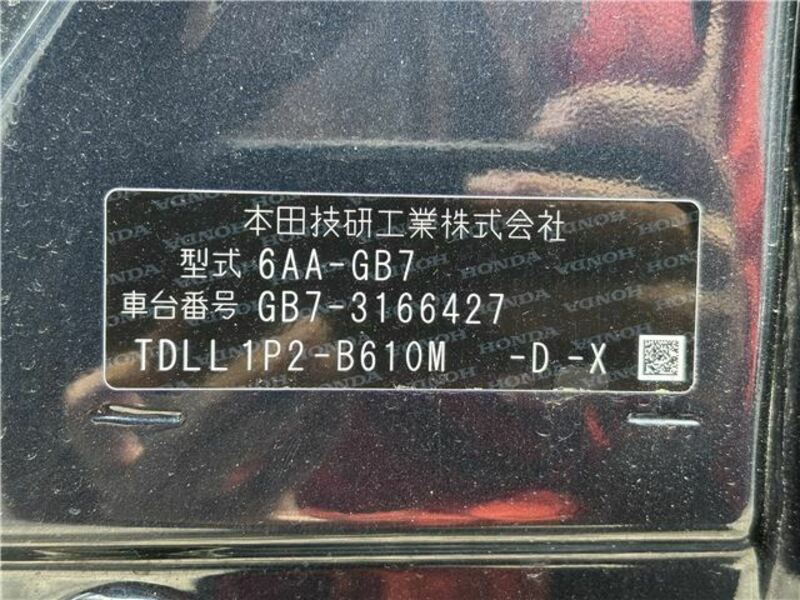 本田技研工業株式会社
型式 6AA-GB7
車台番号 GB7-3166427
TDLL1P2-B610M -D -X